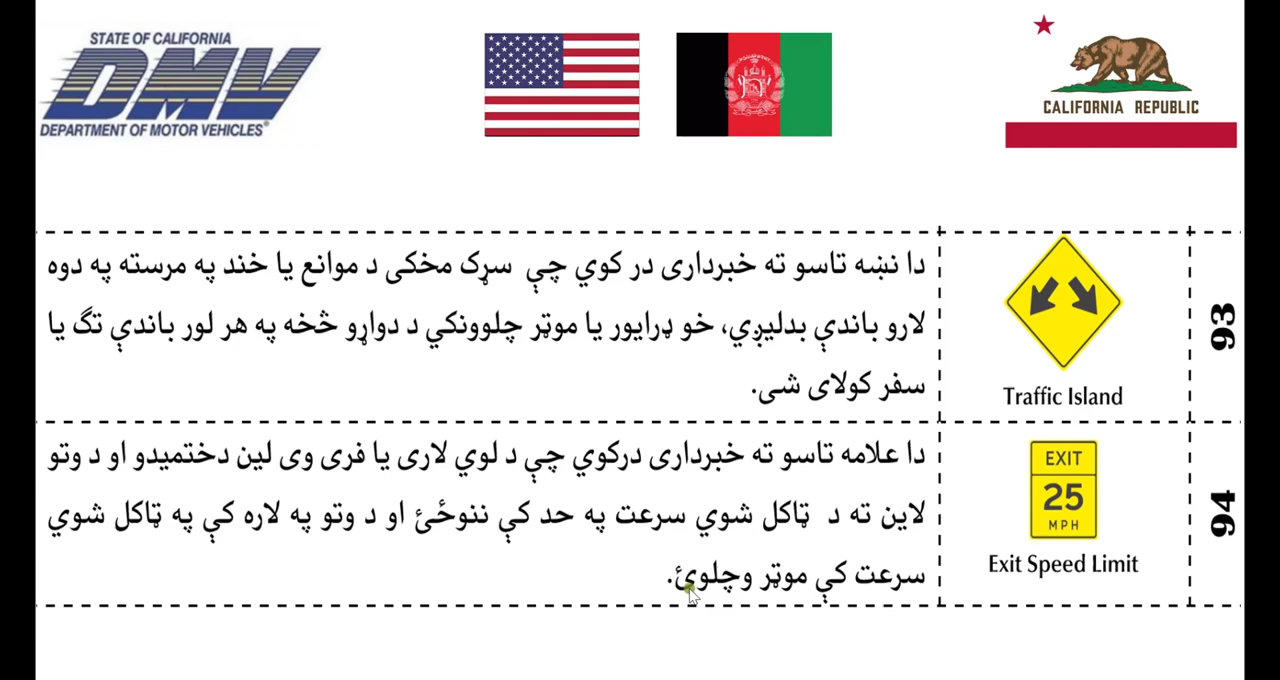 STATE OF CALIFORNIA
DMV
DEPARTMENT OF MOTOR VEHICLES®
CALIFORNIA REPUBLIC
93
Traffic Island
دا نښه تاسو ته خبرداری در کوي چې سړک مخکی د موانع یا خند په مرسته په دوه
لارو باندې بدلیږي، خو ډرایور یا موټر چلوونکي د دواړو څخه په هر لور باندې تگ یا
سفر کولای شی.
94
EXIT
25
MPH
Exit Speed Limit
دا علامه تاسو ته خبرداری درکوي چې د لوي لاری یا فری وی لین دختمیدو او د وتو
لاین ته د ټاکل شوي سرعت په حد کې ننوځئ او د وتو په لاره کې په ټاکل شوي
سرعت کې موټر وچلوئ.